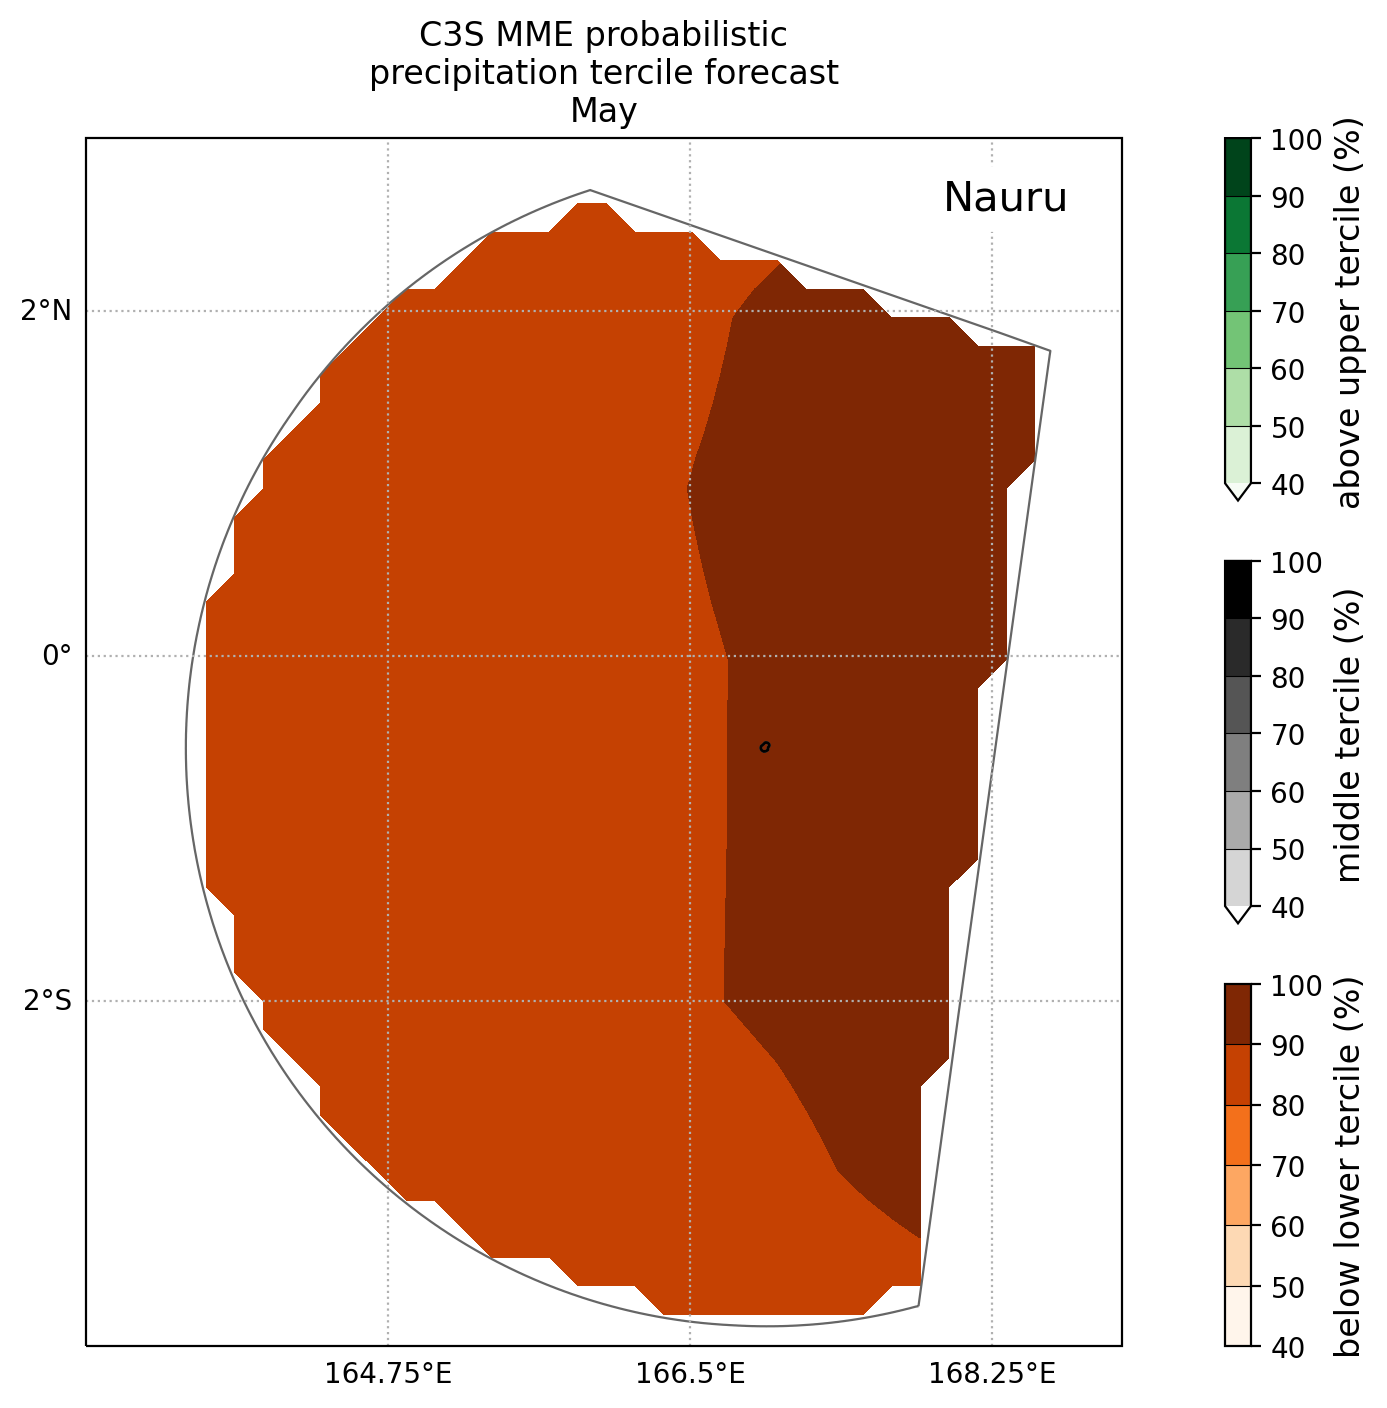 C3S MME probabilistic
precipitation tercile forecast
May
Nauru
2°N
0°
2°S
164.75°E
166.5°E
168.25°E
100
90
80
70
60
50
40
above upper tercile (%)
100
90
80
70
60
50
40
middle tercile (%)
100
90
80
70
60
50
40
below lower tercile (%)